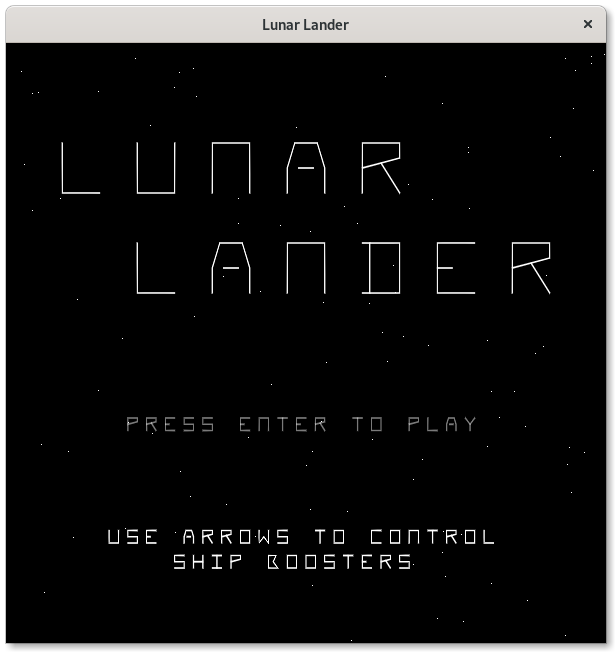 Lunar Lander
LUNAR
LANDER
PRESS ENTER TO PLAY
USE ARROWS TO CONTROL
SHIP BOOSTERS